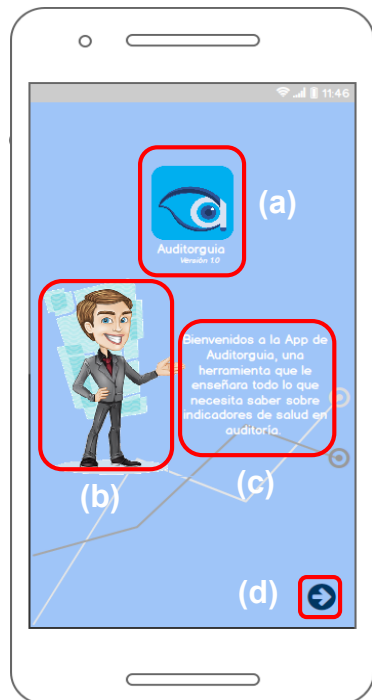 11:46
(a)
Auditorguia
Versión 1.0
Bienvenidos a la App de
Auditorguia, una
herramienta que le
enseñara todo lo que
necesita saber sobre
indicadores de salud en
auditoria.
(b)
(c)
(d)